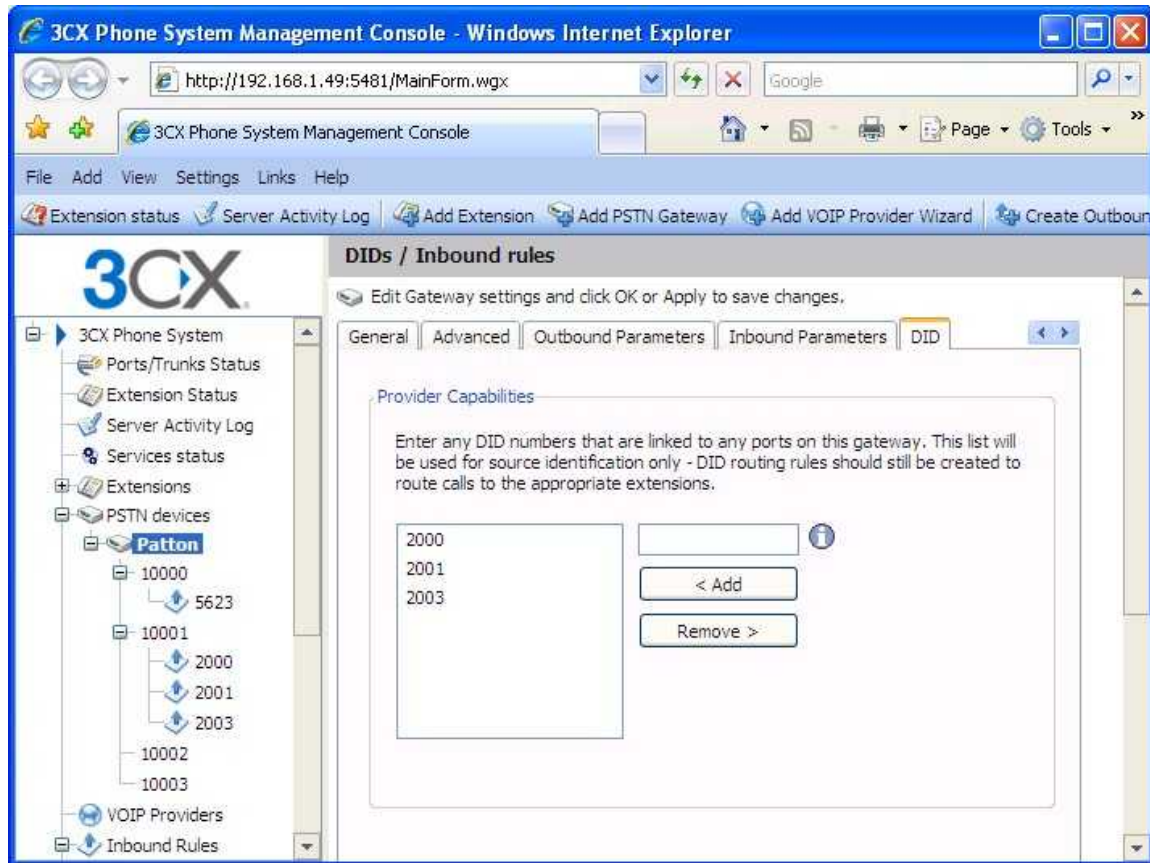 3CX Phone System Management Console - Windows Internet Explorer
http://192.168.1.49:5481/MainForm.wgx
Google
3CX Phone System Management Console
Page
Tools
»
File Add View Settings Links Help
Extension status
Server Activity Log
Add Extension
Add PSTN Gateway
Add VOIP Provider Wizard
Create Outboun
3CX
DIDs / Inbound rules
Edit Gateway settings and click OK or Apply to save changes.
General
Advanced
Outbound Parameters
Inbound Parameters
DID
3CX Phone System
Ports/Trunks Status
Extension Status
Server Activity Log
Services status
Extensions
PSTN devices
Patton
10000
5623
10001
2000
2001
2003
10002
10003
VOIP Providers
Inbound Rules
Provider Capabilities
Enter any DID numbers that are linked to any ports on this gateway. This list will
be used for source identification only - DID routing rules should still be created to
route calls to the appropriate extensions.
2000
2001
2003
< Add
Remove >